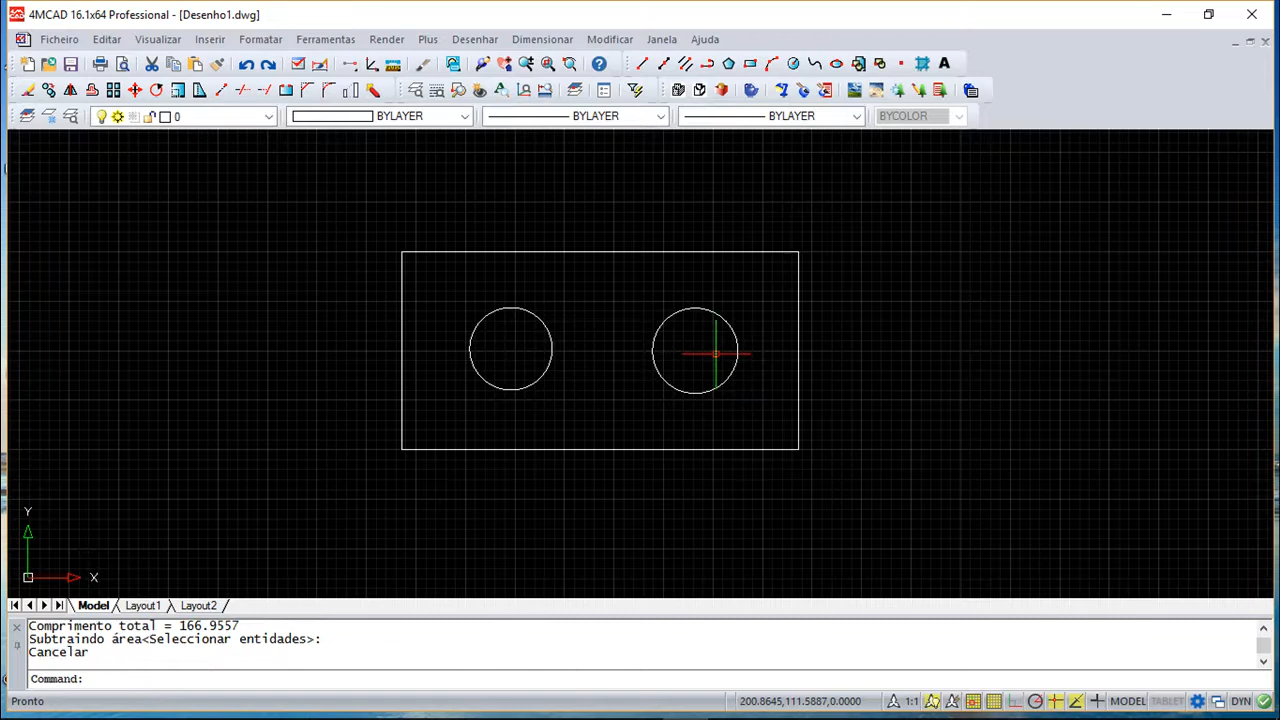 4MCAD 16.1x64 Professional - [Desenho1.dwg]
Ficheiro Editar Visualizar Inserir Formatar Ferramentas Render Plus Desenhar Dimensionar Modificar Janela Ajuda
0 BYLAYER BYLAYER BYLAYER BYCOLOR
Y
X
Model Layout1 Layout2
Comprimento total = 166.9557
Subtraindo área<Seleccionar entidades>:
Cancelar
Command:
Pronto 200.8645,111.5887,0.0000 1:1 MODEL TABLET DYN